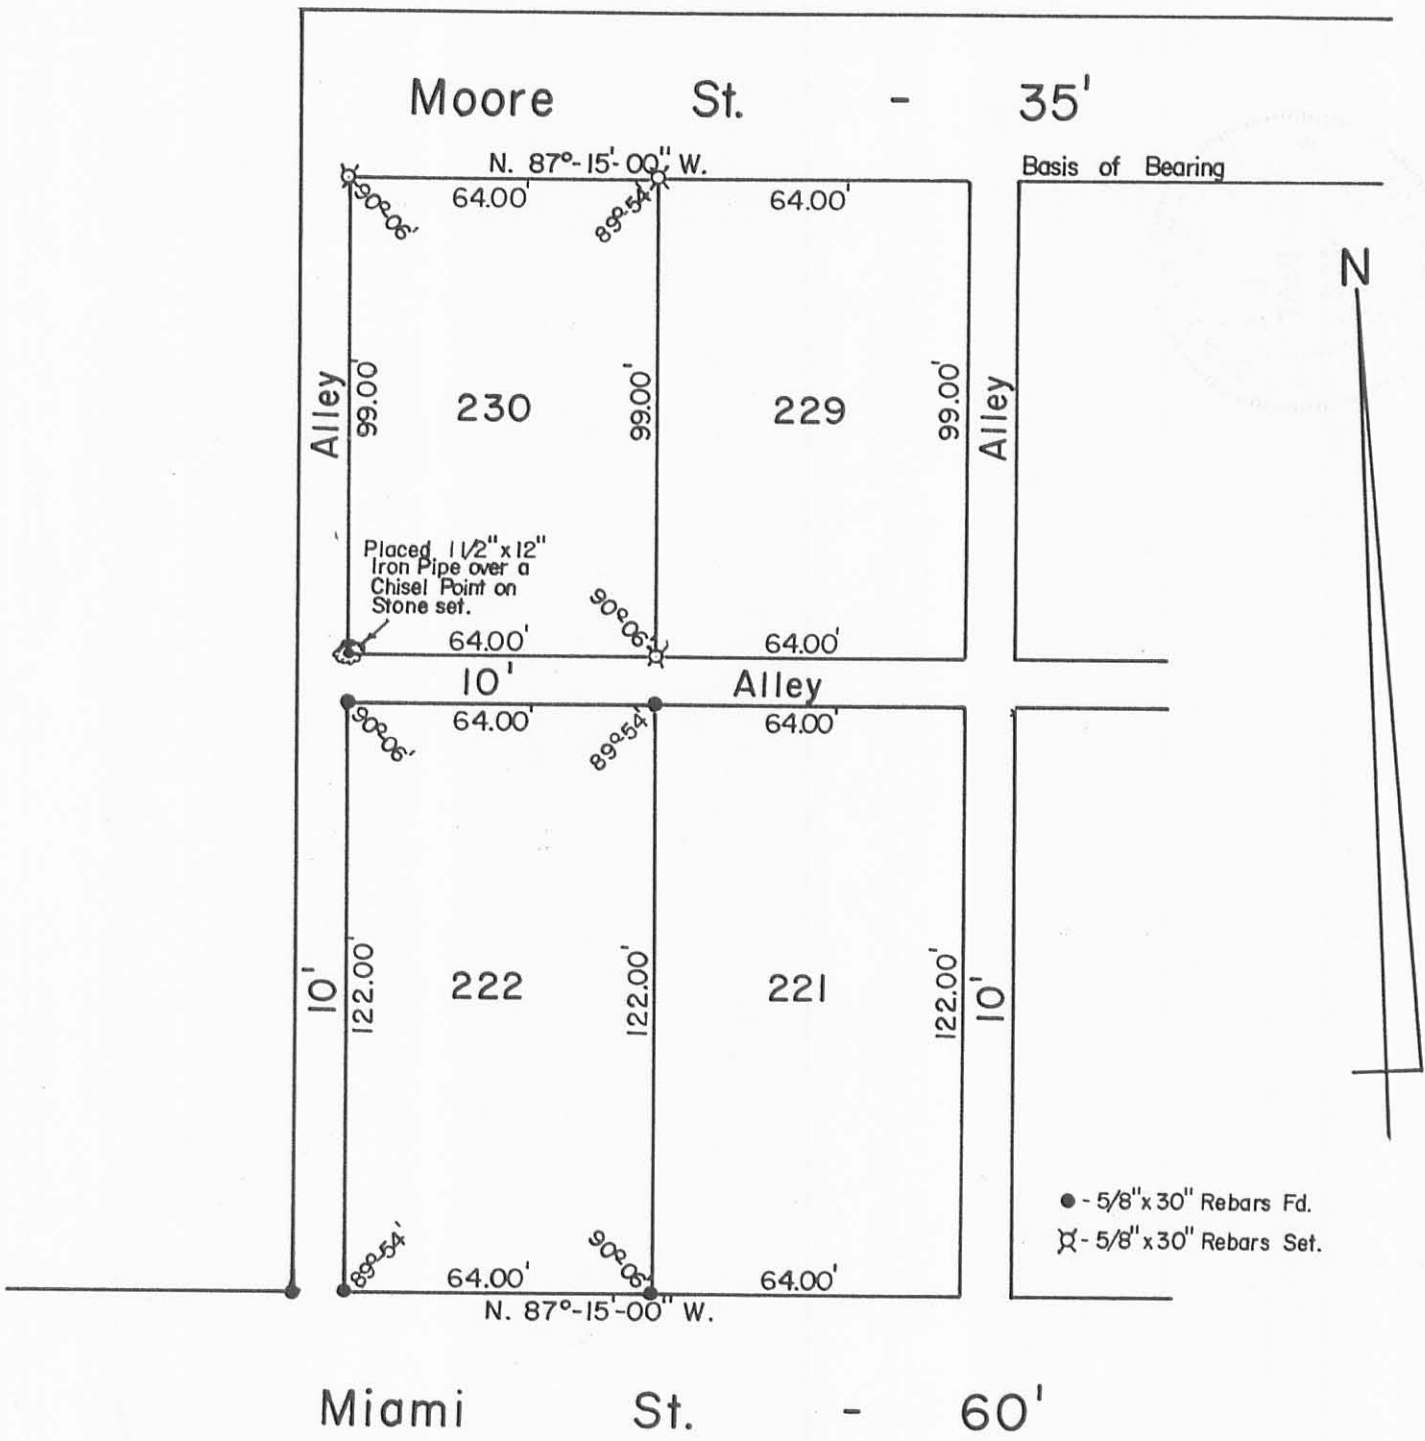 Moore St. - 35'
N. 87°-15'-00" W.
Basis of Bearing
64.00'
64.00'
90°-06'
89°-54'
N
Alley
99.00'
230
99.00'
229
99.00'
Alley
Placed 1 1/2" x 12"
Iron Pipe over a
Chisel Point on
Stone set.
90°-06'
64.00'
64.00'
10' Alley
64.00'
64.00'
90°-06'
89°-54'
10'
122.00'
222
122.00'
221
122.00'
10'
- 5/8" x 30" Rebars Fd.
- 5/8" x 30" Rebars Set.
89°-54'
90°-06'
64.00'
64.00'
N. 87°-15'-00" W.
Miami St. - 60'